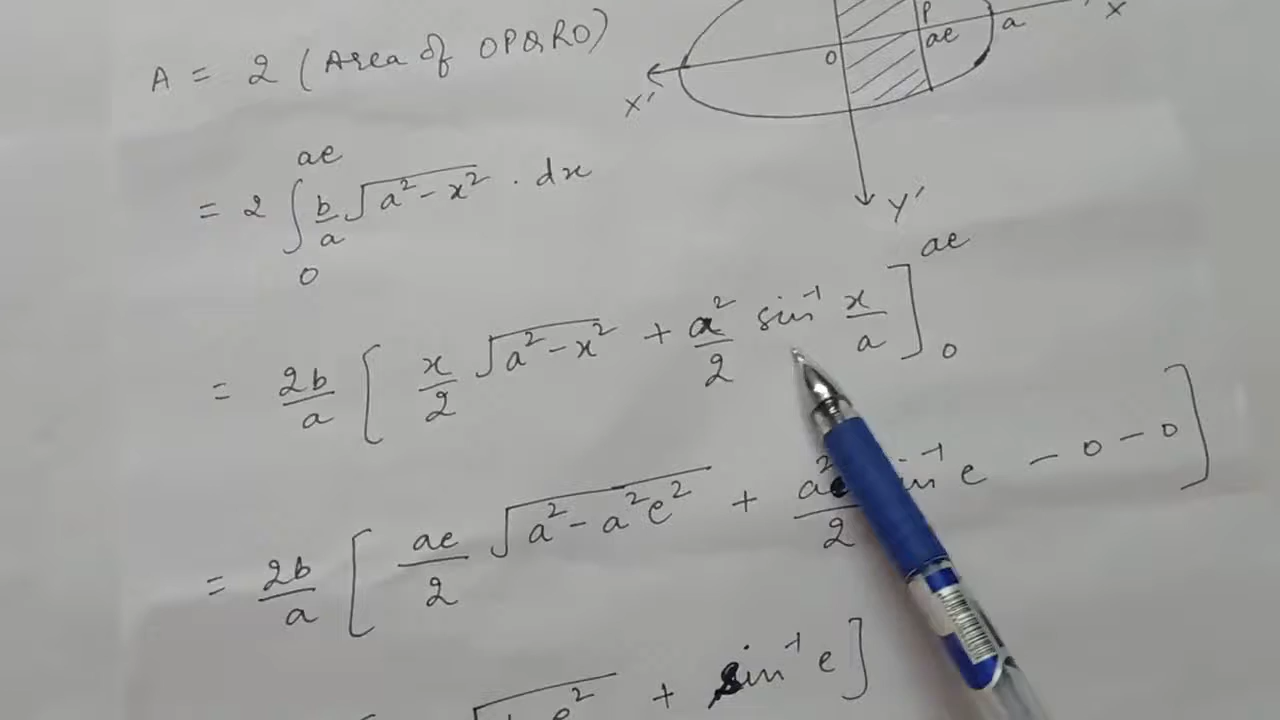 A = 2 (Area of OPQRO)
P
ae
a
X
O
X'
Y'
= 2 ∫₀^{ae} b/a √(a² − x²) . dx
= 2b/a [ x/2 √(a² − x²) + a²/2 sin⁻¹ x/a ]₀^{ae}
= 2b/a [ ae/2 √(a² − a²e²) + a²/2 sin⁻¹ e − 0 − 0 ]
+ sin⁻¹ e ]